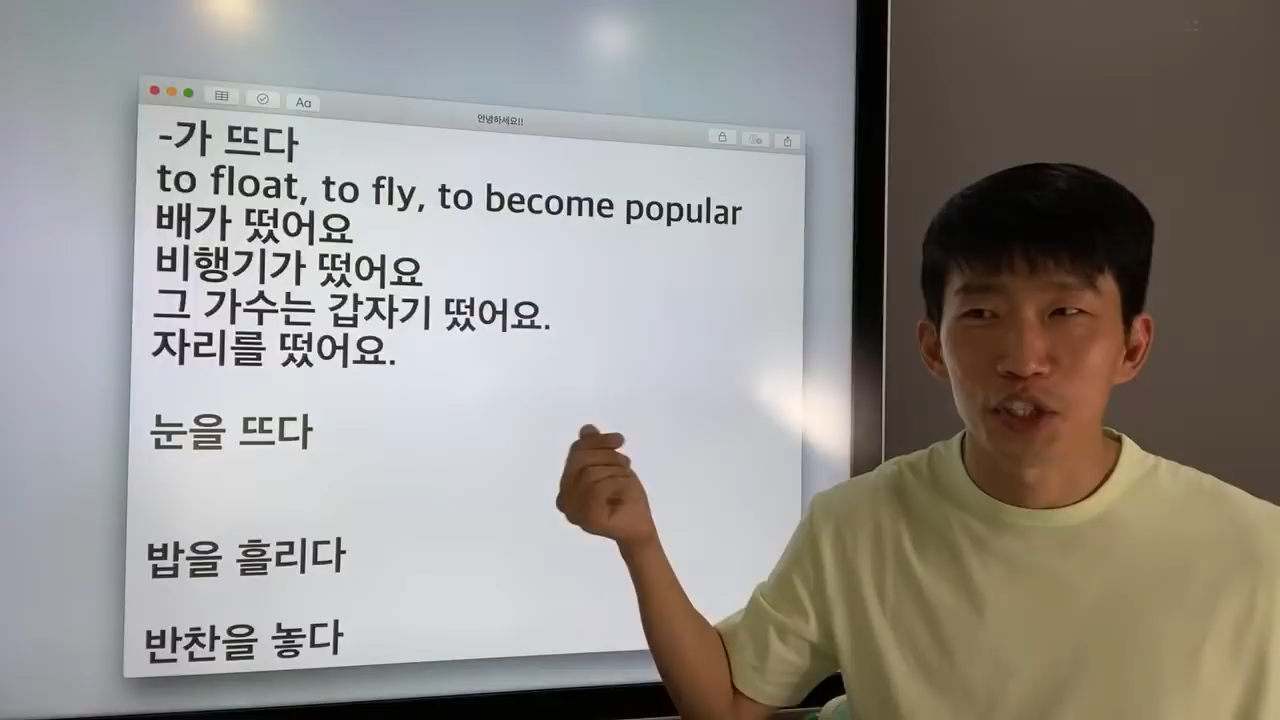 Aa
안녕하세요!!
-가 뜨다
to float, to fly, to become popular
배가 떴어요
비행기가 떴어요
그 가수는 갑자기 떴어요.
자리를 떴어요.
눈을 뜨다
밥을 흘리다
반찬을 놓다